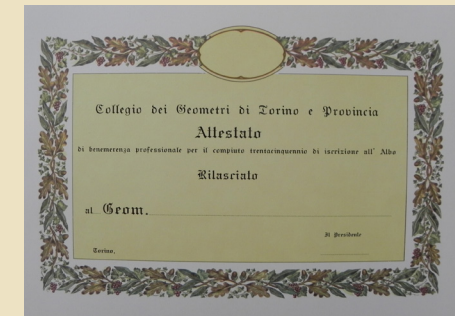 Collegio dei Geometri di Torino e Provincia
Attestato
di benemerenza professionale per il compiuto trentacinquennio di iscrizione all' Albo
Rilasciato
al Geom.
Il Presidente
Torino,